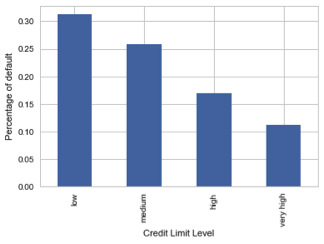 0.30
0.25
0.20
0.15
0.10
0.05
0.00
Percentage of default
low
medium
high
very high
Credit Limit Level